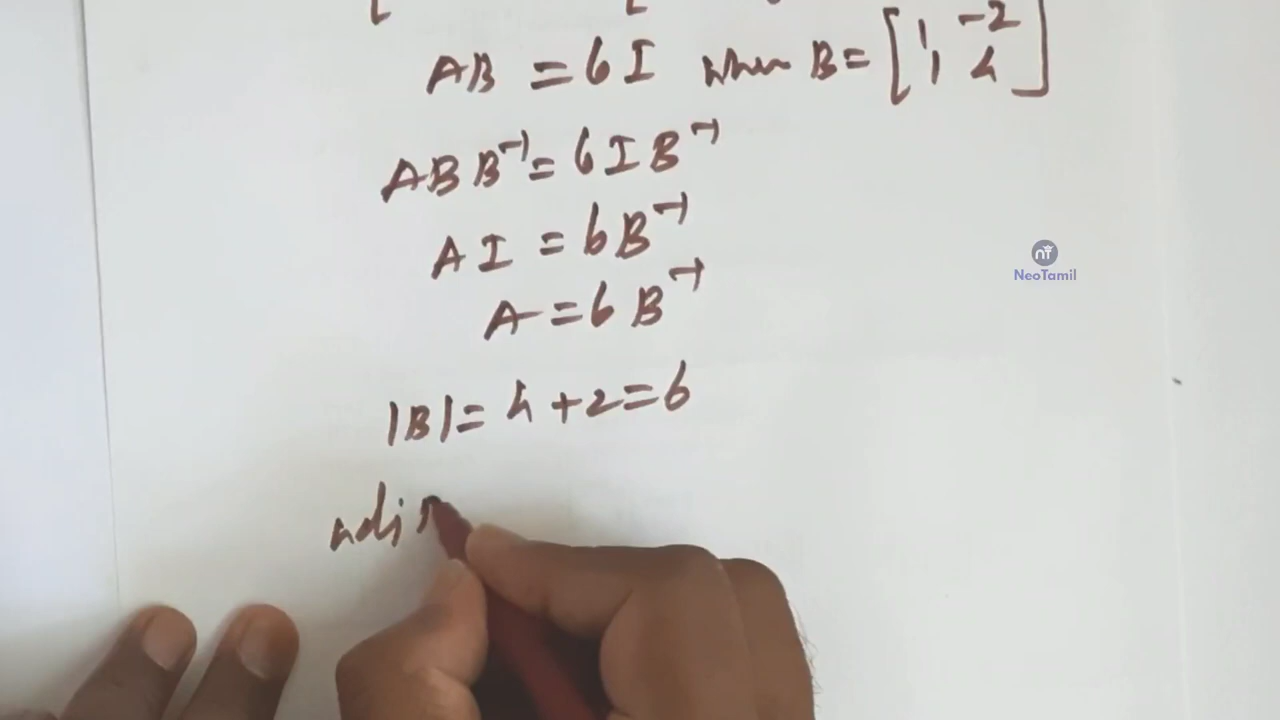 AB = 6I when B = [1 -2
1 4]
ABB⁻¹ = 6IB⁻¹
AI = 6B⁻¹
A = 6B⁻¹
|B| = 4+2=6
adj
NeoTamil